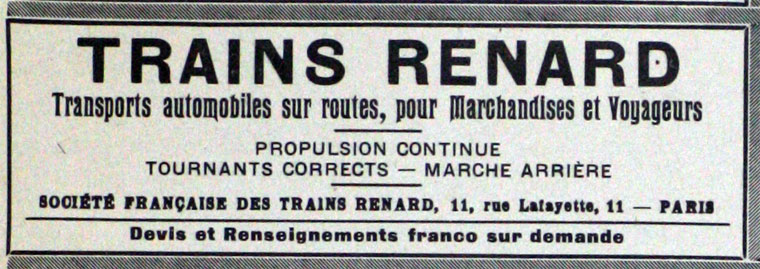 TRAINS RENARD
Transports automobiles sur routes, pour Marchandises et Voyageurs
PROPULSION CONTINUE
TOURNANTS CORRECTS — MARCHE ARRIÈRE
SOCIÉTÉ FRANÇAISE DES TRAINS RENARD, 11, rue Lafayette, 11 — PARIS
Devis et Renseignements franco sur demande